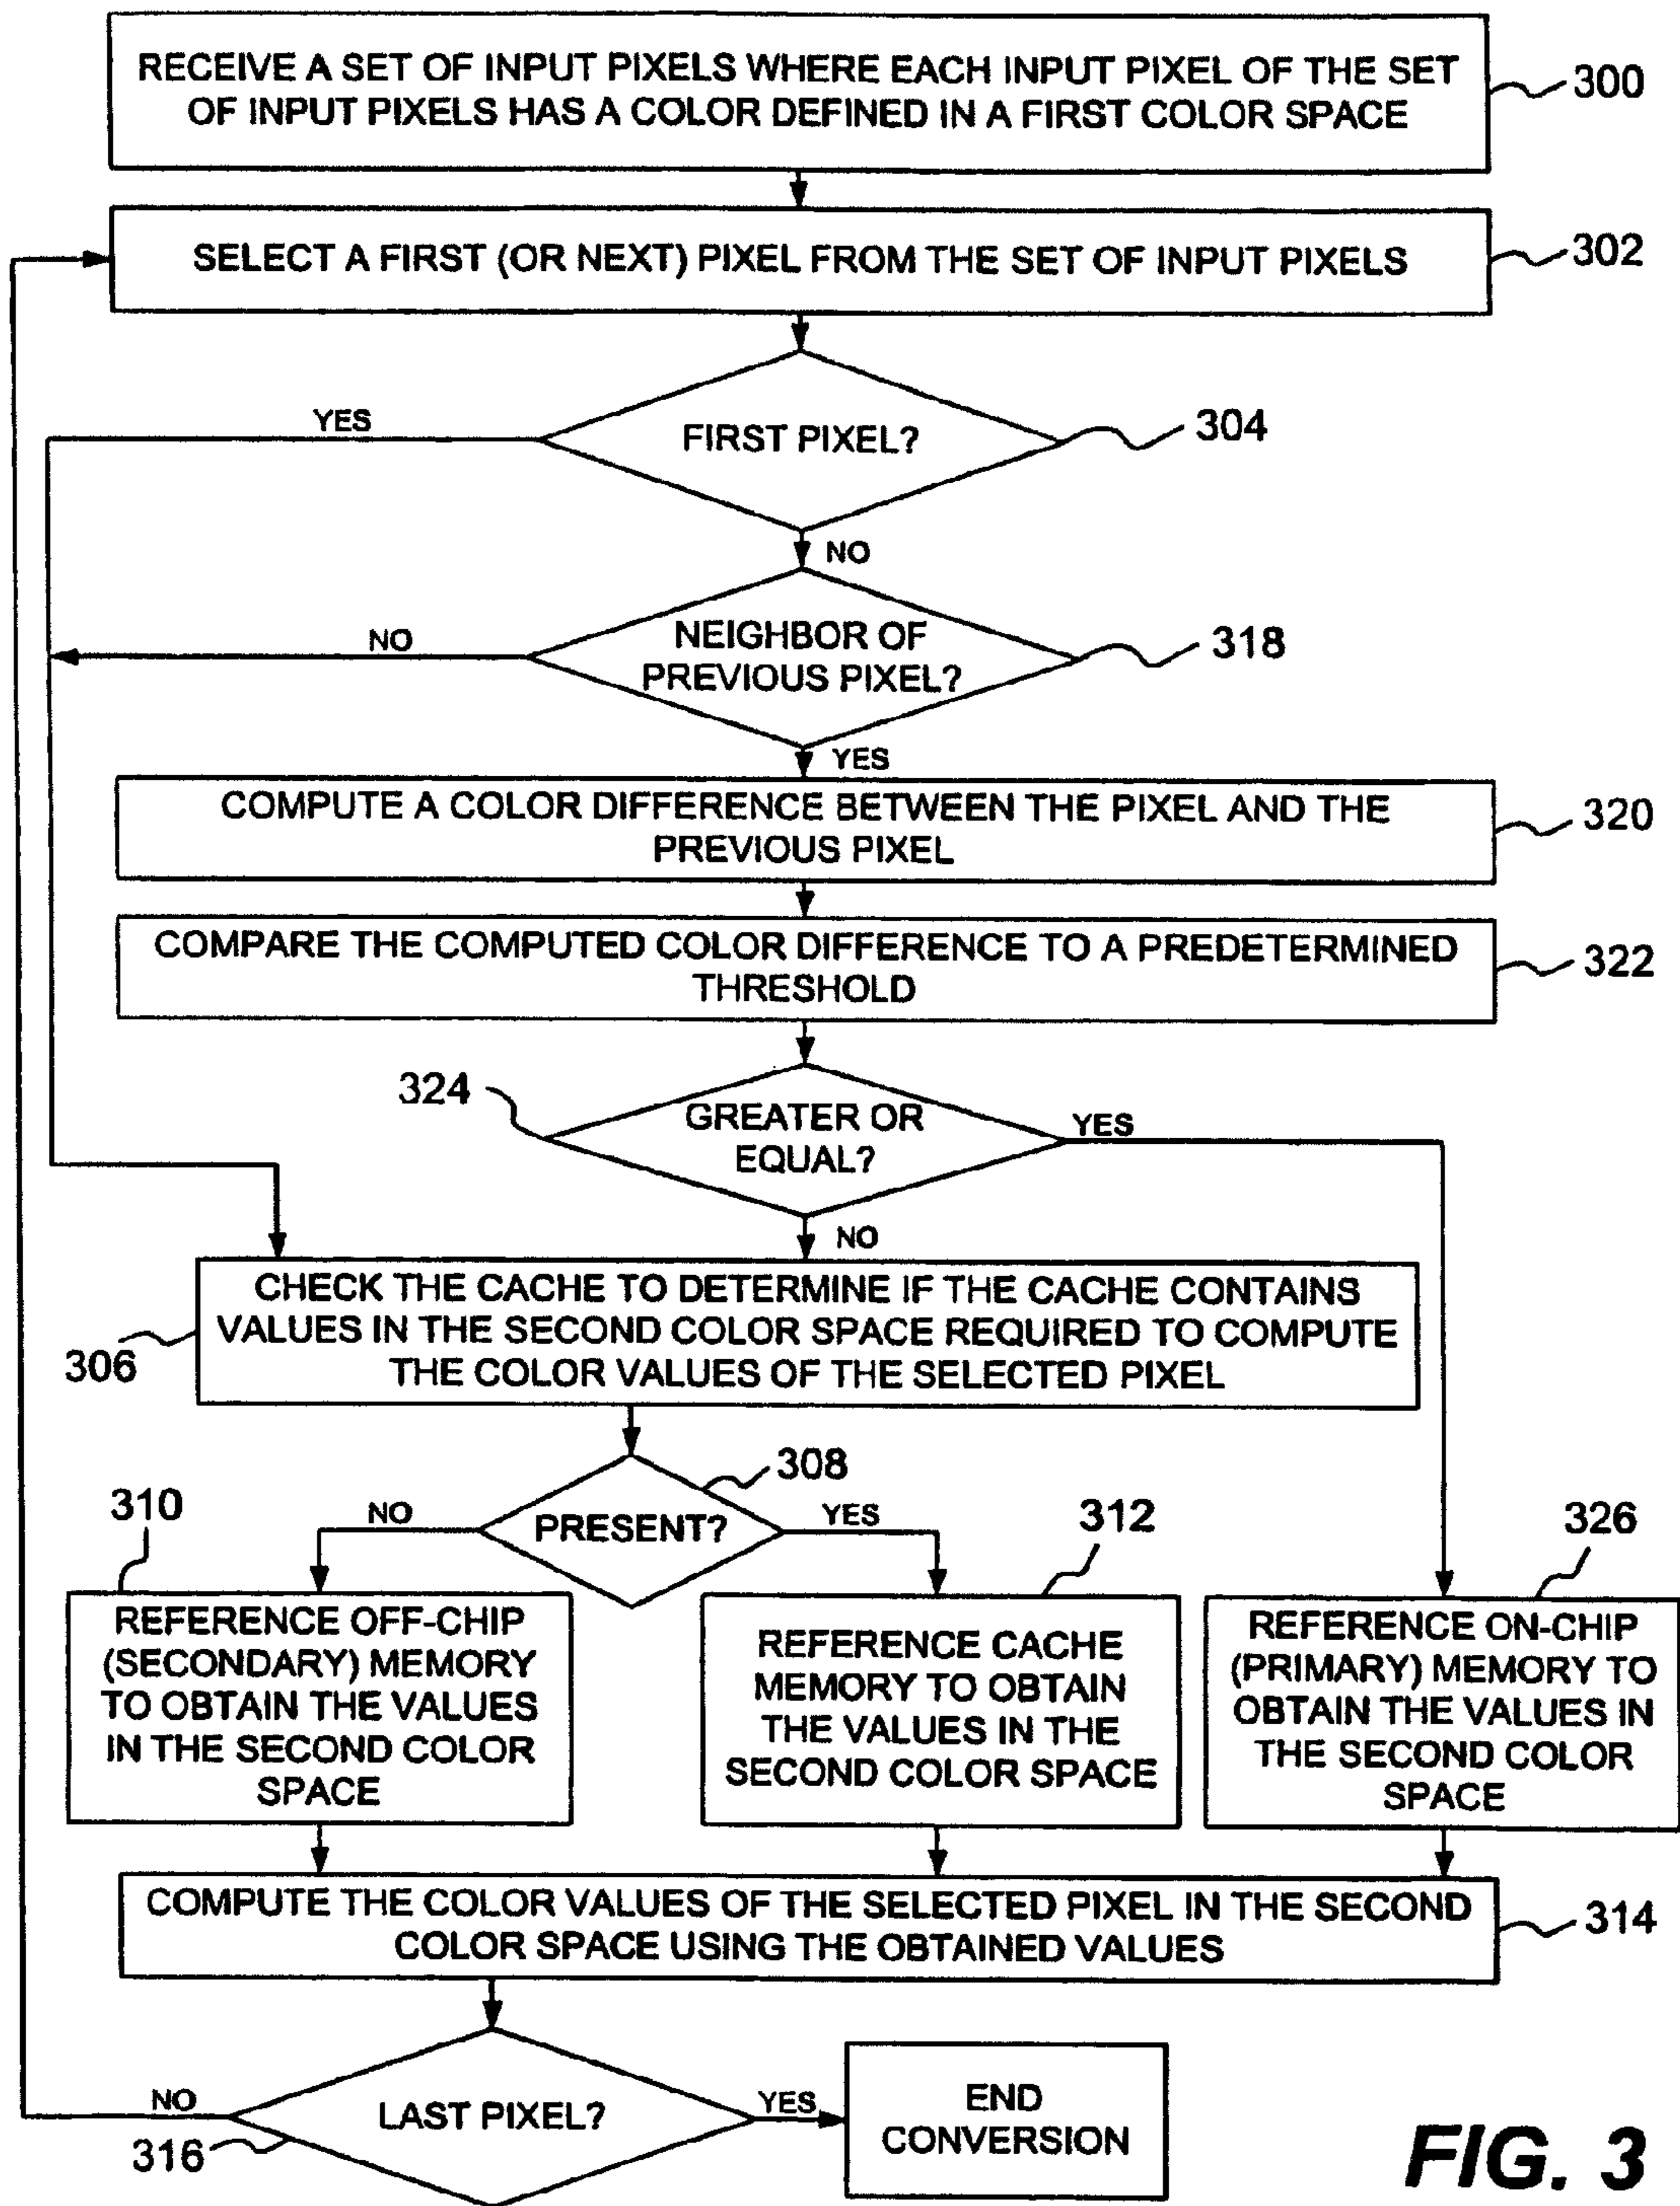 RECEIVE A SET OF INPUT PIXELS WHERE EACH INPUT PIXEL OF THE SET
OF INPUT PIXELS HAS A COLOR DEFINED IN A FIRST COLOR SPACE
300
SELECT A FIRST (OR NEXT) PIXEL FROM THE SET OF INPUT PIXELS
302
YES
FIRST PIXEL?
304
NO
NO
NEIGHBOR OF
PREVIOUS PIXEL?
318
YES
COMPUTE A COLOR DIFFERENCE BETWEEN THE PIXEL AND THE
PREVIOUS PIXEL
320
COMPARE THE COMPUTED COLOR DIFFERENCE TO A PREDETERMINED
THRESHOLD
322
324
GREATER OR
EQUAL?
YES
NO
CHECK THE CACHE TO DETERMINE IF THE CACHE CONTAINS
VALUES IN THE SECOND COLOR SPACE REQUIRED TO COMPUTE
THE COLOR VALUES OF THE SELECTED PIXEL
306
308
310
NO
PRESENT?
YES
312
326
REFERENCE OFF-CHIP
(SECONDARY) MEMORY
TO OBTAIN THE VALUES
IN THE SECOND COLOR
SPACE
REFERENCE CACHE
MEMORY TO OBTAIN
THE VALUES IN THE
SECOND COLOR SPACE
REFERENCE ON-CHIP
(PRIMARY) MEMORY TO
OBTAIN THE VALUES IN
THE SECOND COLOR
SPACE
COMPUTE THE COLOR VALUES OF THE SELECTED PIXEL IN THE SECOND
COLOR SPACE USING THE OBTAINED VALUES
314
NO
LAST PIXEL?
316
YES
END
CONVERSION
FIG. 3